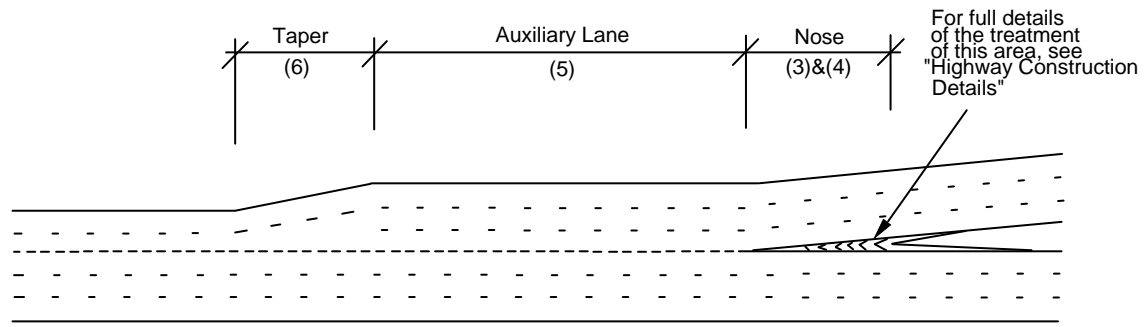 Taper
(6)
Auxiliary Lane
(5)
Nose
(3)&(4)
For full details
of the treatment
of this area, see
"Highway Construction
Details"